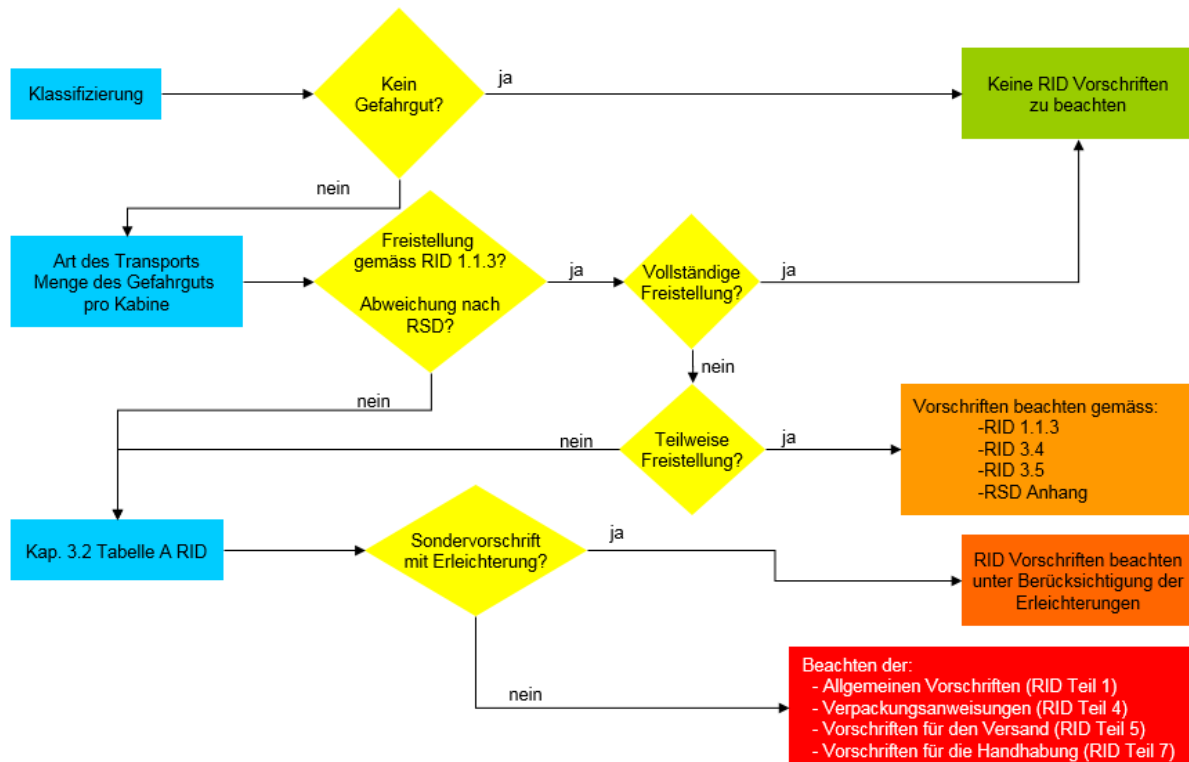 Klassifizierung
Kein
Gefahrgut?
ja
Keine RID Vorschriften
zu beachten
nein
Art des Transports
Menge des Gefahrguts
pro Kabine
Freistellung
gemäss RID 1.1.3?
Abweichung nach
RSD?
ja
Vollständige
Freistellung?
ja
nein
nein
Teilweise
Freistellung?
nein
ja
Vorschriften beachten gemäss:
-RID 1.1.3
-RID 3.4
-RID 3.5
-RSD Anhang
Kap. 3.2 Tabelle A RID
Sondervorschrift
mit Erleichterung?
ja
RID Vorschriften beachten
unter Berücksichtigung der
Erleichterungen
nein
Beachten der:
- Allgemeinen Vorschriften (RID Teil 1)
- Verpackungsanweisungen (RID Teil 4)
- Vorschriften für den Versand (RID Teil 5)
- Vorschriften für die Handhabung (RID Teil 7)